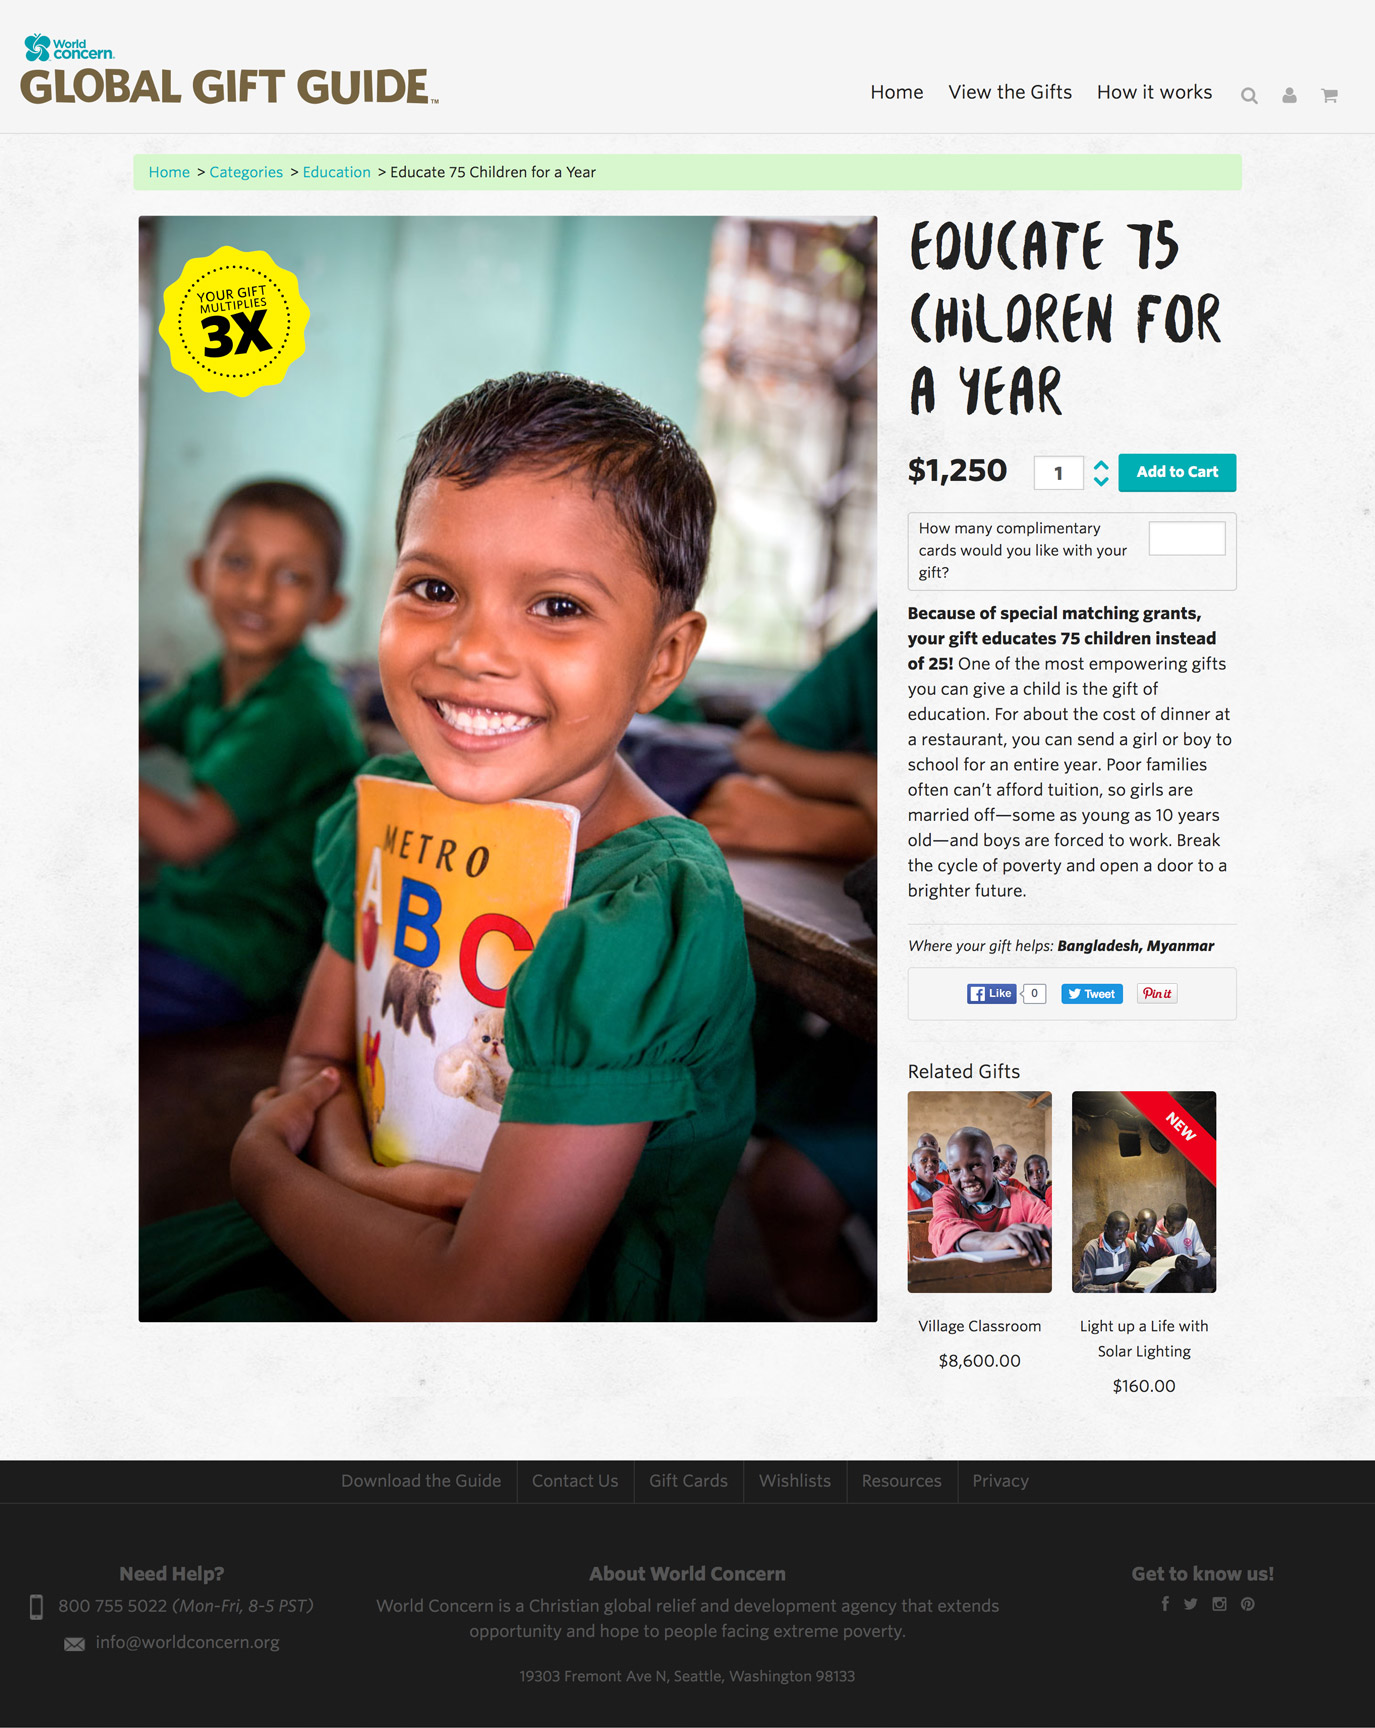 World
concern.
GLOBAL GIFT GUIDE™
Home View the Gifts How it works
Home > Categories > Education > Educate 75 Children for a Year
YOUR GIFT
MULTIPLIES
3X
METRO
ABC
EDUCATE 75
CHiLDREN FOR
A YEAR
$1,250 1 Add to Cart
How many complimentary
cards would you like with your
gift?
Because of special matching grants,
your gift educates 75 children instead
of 25! One of the most empowering gifts
you can give a child is the gift of
education. For about the cost of dinner at
a restaurant, you can send a girl or boy to
school for an entire year. Poor families
often can’t afford tuition, so girls are
married off—some as young as 10 years
old—and boys are forced to work. Break
the cycle of poverty and open a door to a
brighter future.
Where your gift helps: Bangladesh, Myanmar
Like 0 Tweet Pin it
Related Gifts
NEW
Village Classroom
$8,600.00
Light up a Life with
Solar Lighting
$160.00
Download the Guide Contact Us Gift Cards Wishlists Resources Privacy
Need Help?
800 755 5022 (Mon-Fri, 8-5 PST)
info@worldconcern.org
About World Concern
World Concern is a Christian global relief and development agency that extends
opportunity and hope to people facing extreme poverty.
19303 Fremont Ave N, Seattle, Washington 98133
Get to know us!